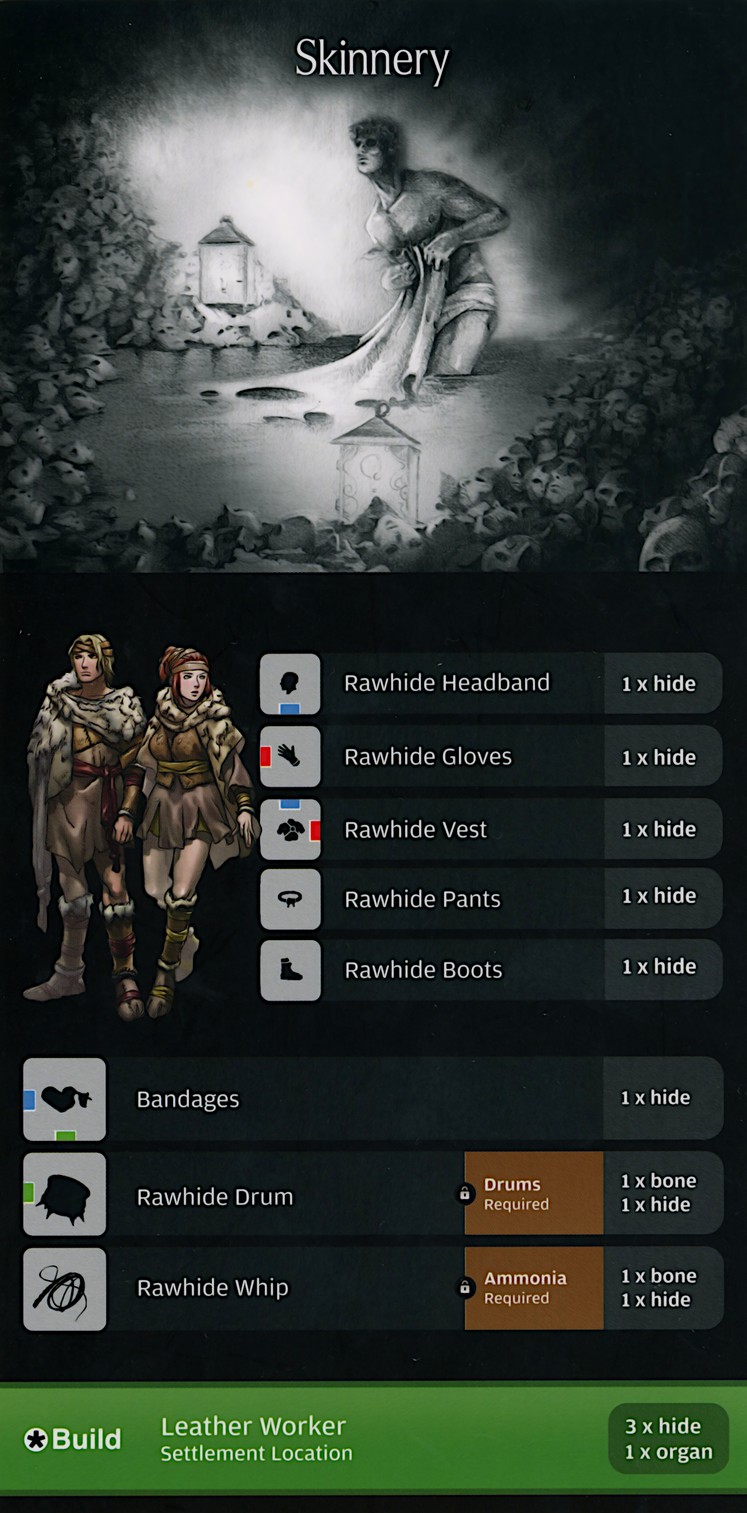 Skinnery
Rawhide Headband 1 x hide
Rawhide Gloves 1 x hide
Rawhide Vest 1 x hide
Rawhide Pants 1 x hide
Rawhide Boots 1 x hide
Bandages 1 x hide
Rawhide Drum
Drums
Required
1 x bone
1 x hide
Rawhide Whip
Ammonia
Required
1 x bone
1 x hide
Build
Leather Worker
Settlement Location
3 x hide
1 x organ